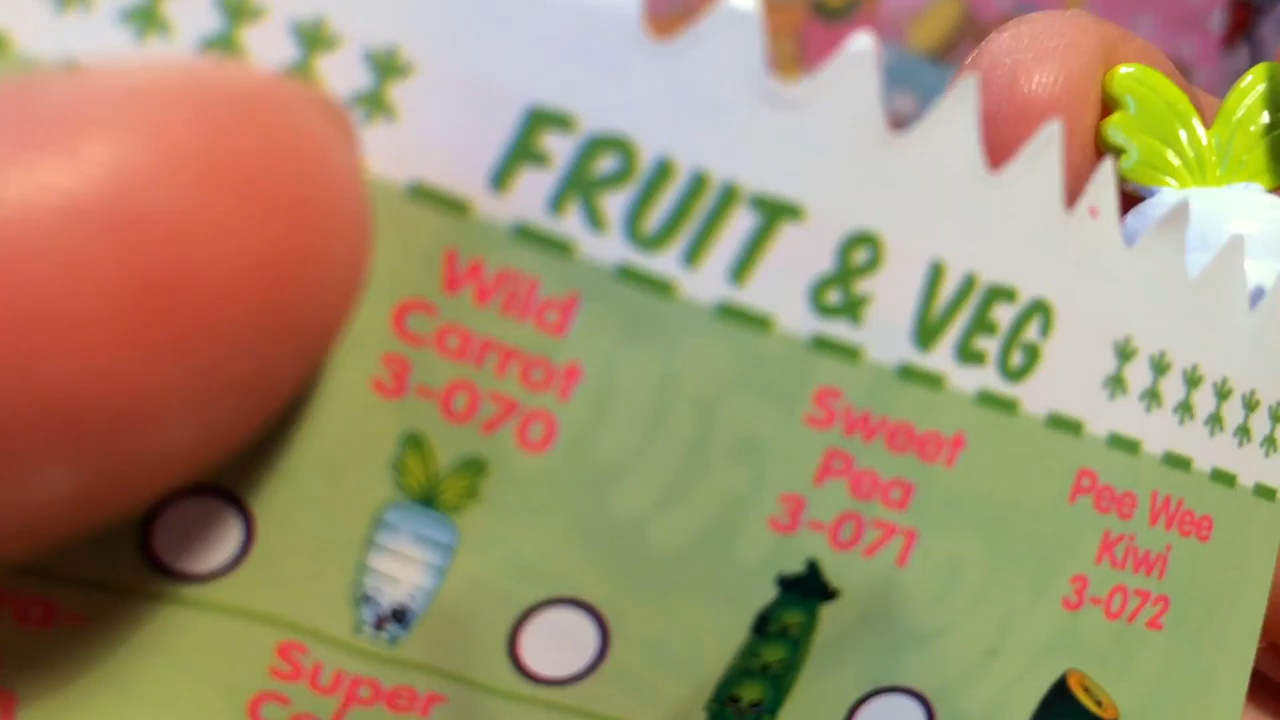 FRUIT & VEG
Wild
Carrot
3-070
Sweet
Pea
3-071
Pee Wee
Kiwi
3-072
Super